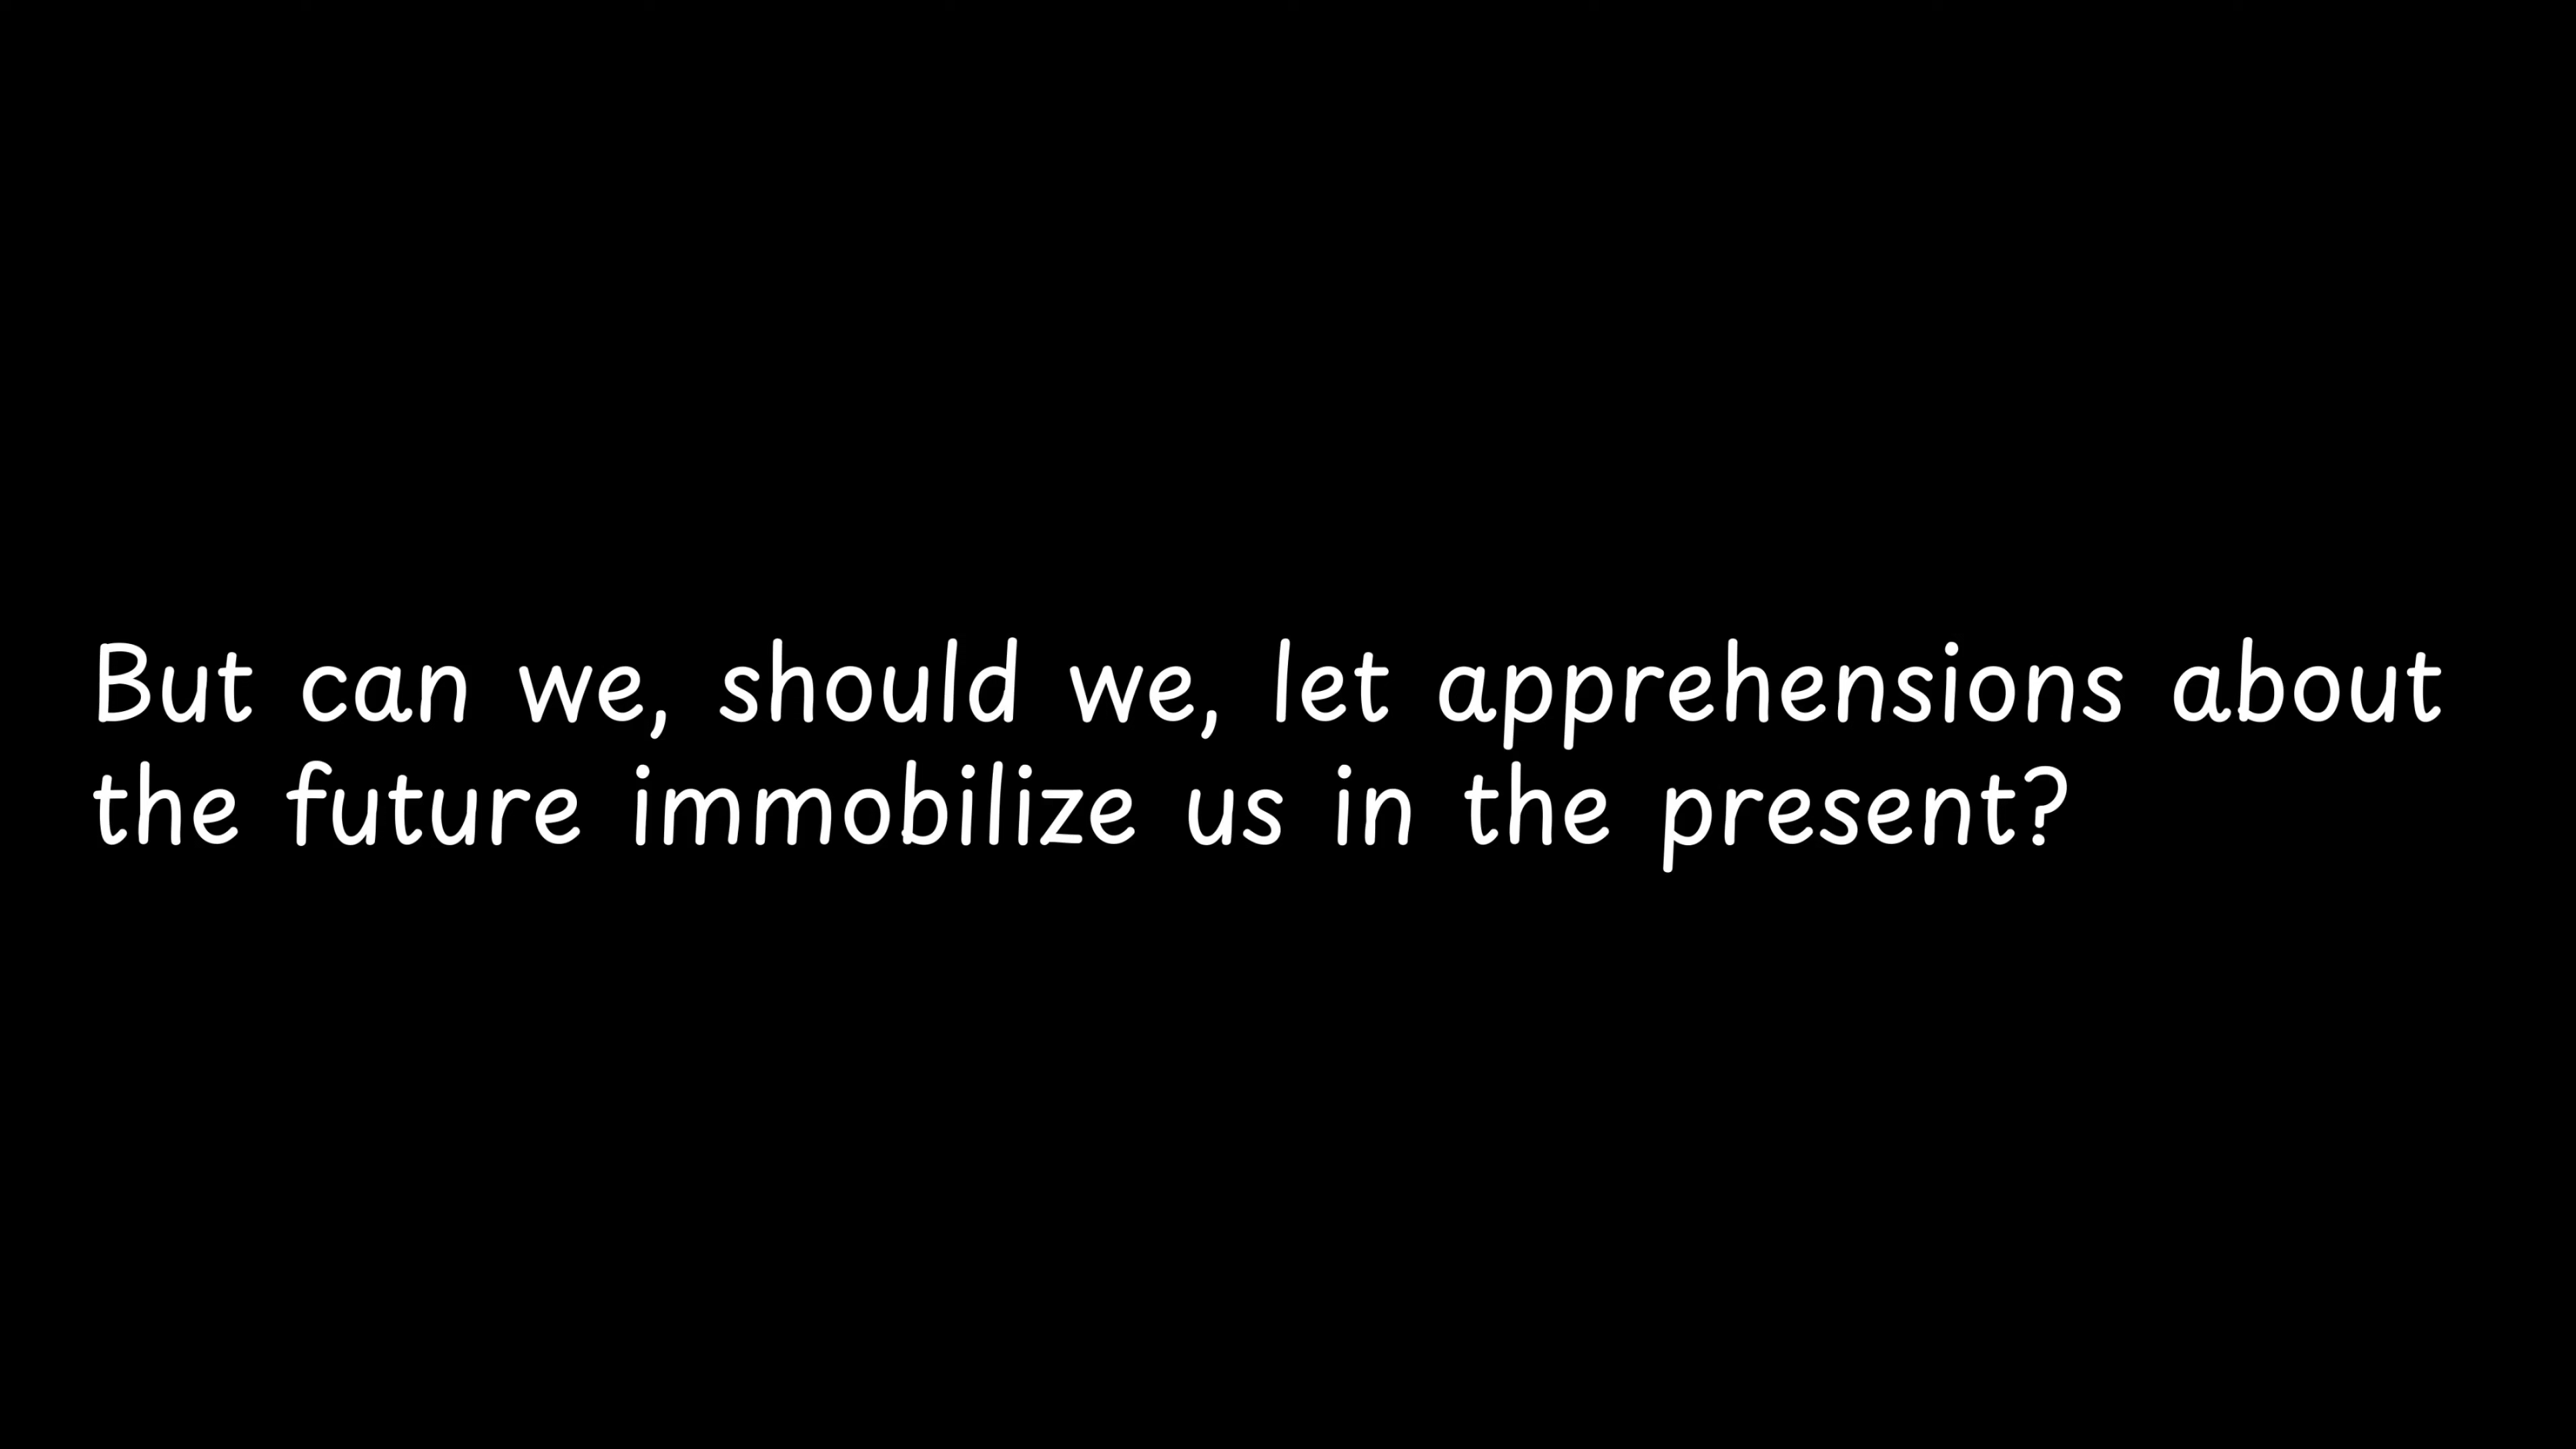 But can we, should we, let apprehensions about
the future immobilize us in the present?